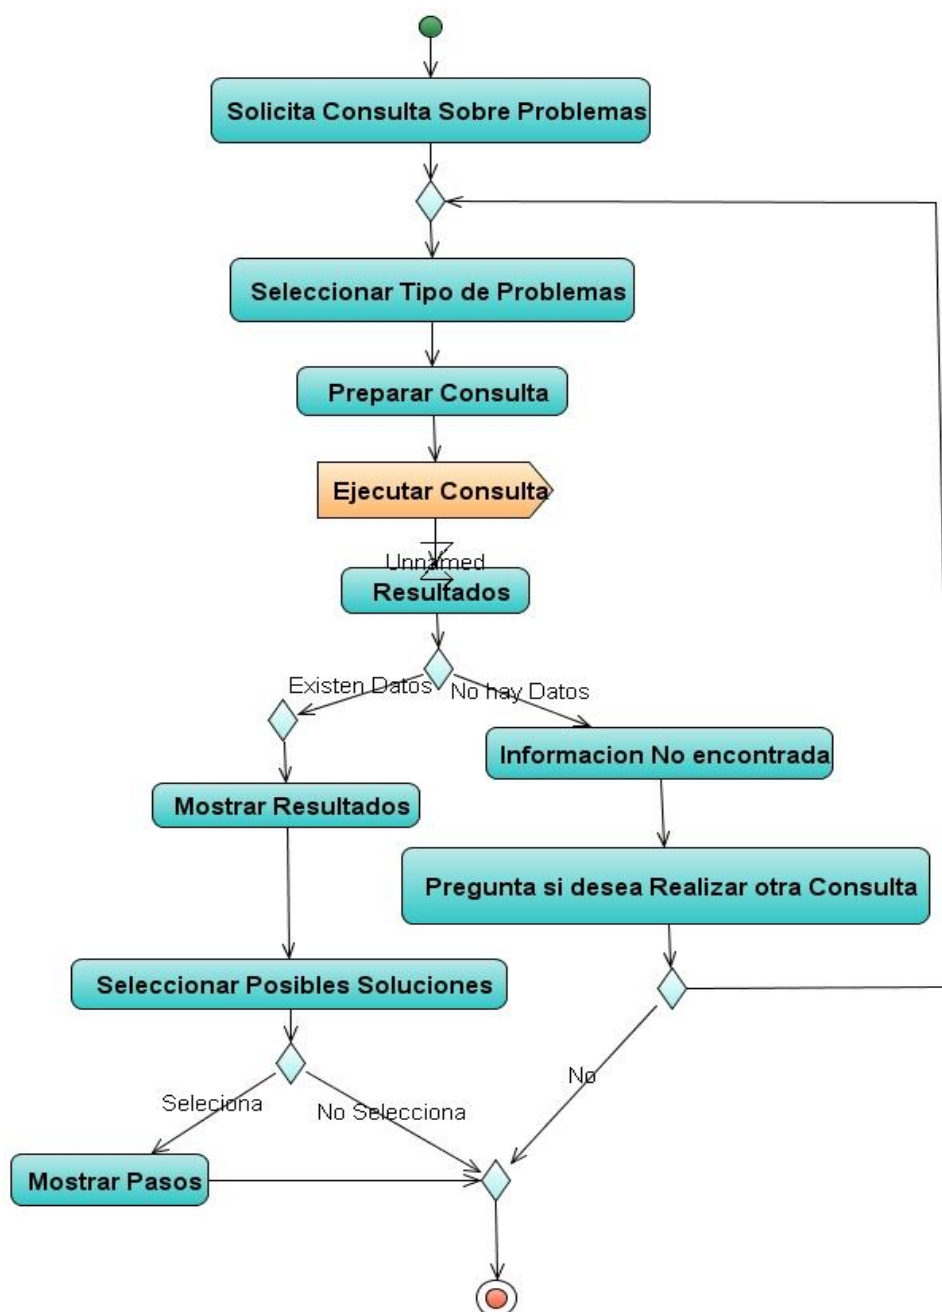 Solicita Consulta Sobre Problemas
Seleccionar Tipo de Problemas
Preparar Consulta
Ejecutar Consulta
Unnamed
Resultados
Existen Datos
No hay Datos
Informacion No encontrada
Mostrar Resultados
Pregunta si desea Realizar otra Consulta
Seleccionar Posibles Soluciones
No
Seleciona
No Selecciona
Mostrar Pasos